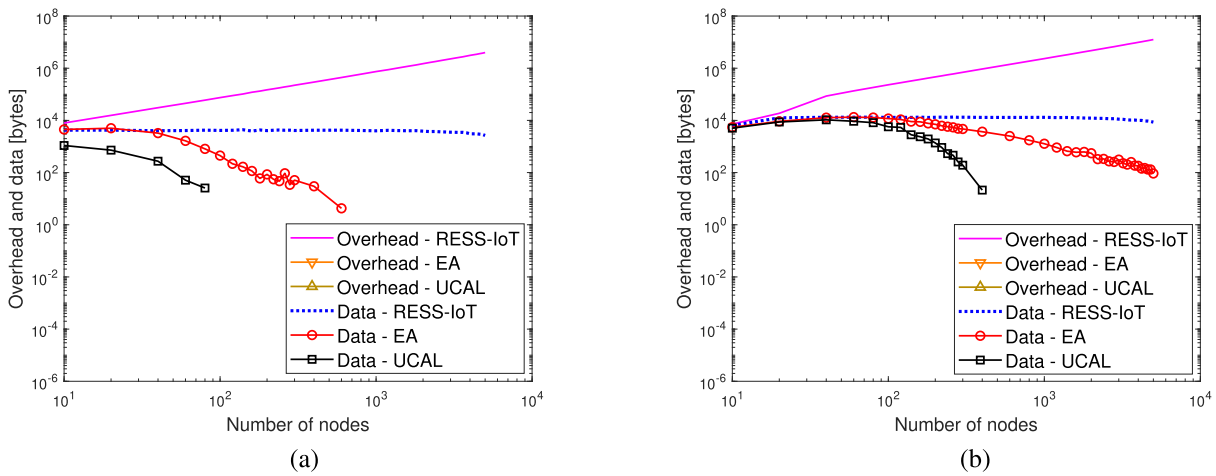 10^8
10^6
10^4
10^2
10^0
10^-2
10^-4
10^-6
Overhead and data [bytes]
Overhead - RESS-IoT
Overhead - EA
Overhead - UCAL
Data - RESS-IoT
Data - EA
Data - UCAL
10^1
10^2
10^3
10^4
Number of nodes
(a)
10^8
10^6
10^4
10^2
10^0
10^-2
10^-4
10^-6
Overhead and data [bytes]
Overhead - RESS-IoT
Overhead - EA
Overhead - UCAL
Data - RESS-IoT
Data - EA
Data - UCAL
10^1
10^2
10^3
10^4
Number of nodes
(b)